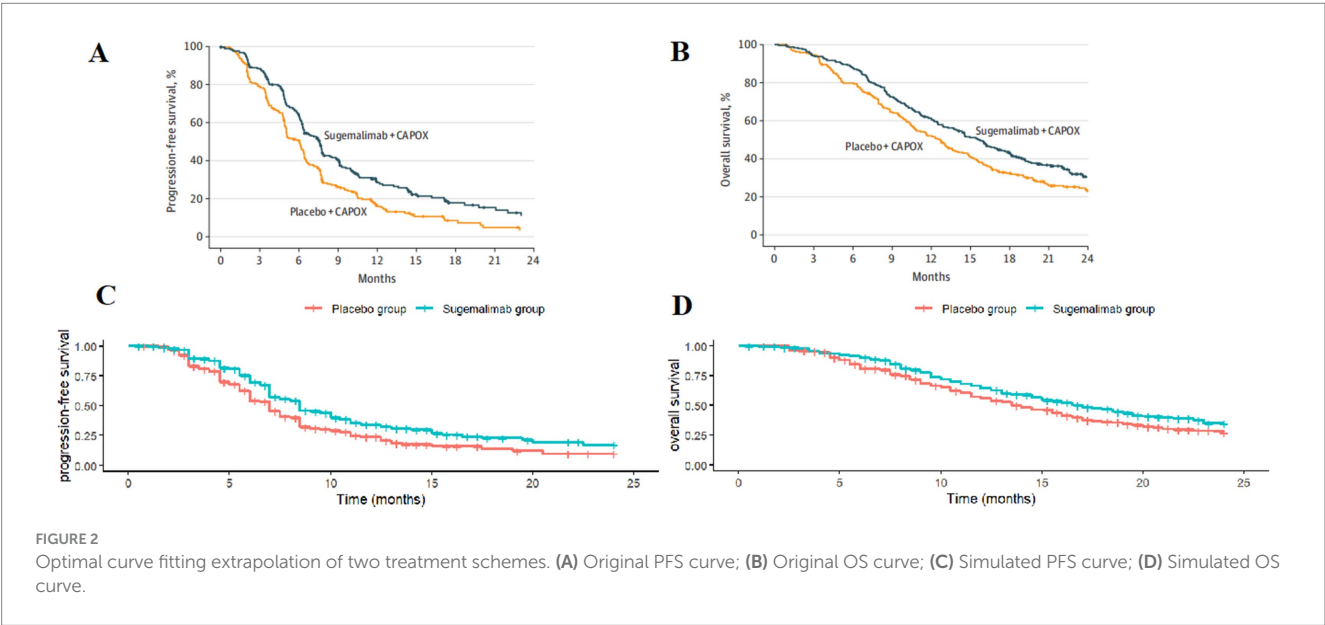 A
Progression-free survival, %
100
80
60
40
20
0
Sugemalimab + CAPOX
Placebo + CAPOX
0 3 6 9 12 15 18 21 24
Months
B
Overall survival, %
100
80
60
40
20
0
Sugemalimab + CAPOX
Placebo + CAPOX
0 3 6 9 12 15 18 21 24
Months
C
Placebo group Sugemalimab group
progression-free survival
1.00
0.75
0.50
0.25
0.00
0 5 10 15 20 25
Time (months)
D
Placebo group Sugemalimab group
overall survival
1.00
0.75
0.50
0.25
0.00
0 5 10 15 20 25
Time (months)
FIGURE 2
Optimal curve fitting extrapolation of two treatment schemes. (A) Original PFS curve; (B) Original OS curve; (C) Simulated PFS curve; (D) Simulated OS
curve.